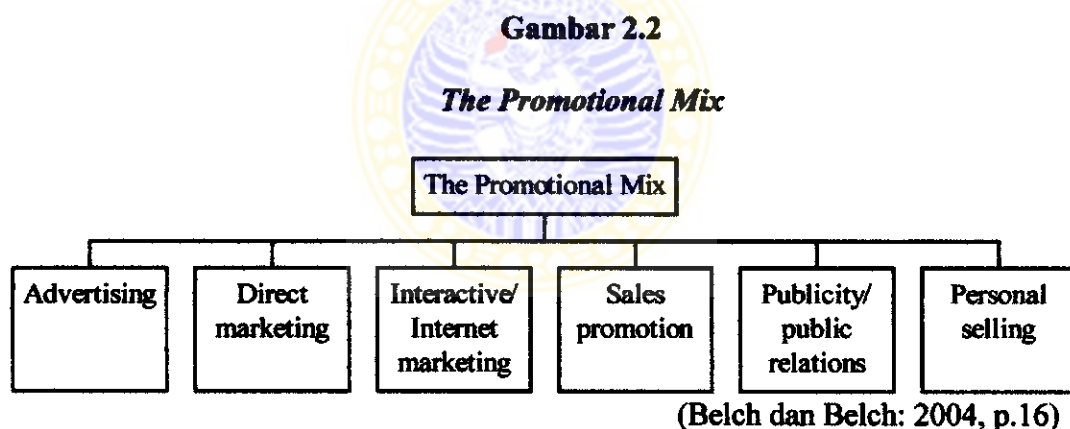 Gambar 2.2
The Promotional Mix
The Promotional Mix
Advertising
Direct
marketing
Interactive/
Internet
marketing
Sales
promotion
Publicity/
public
relations
Personal
selling
(Belch dan Belch: 2004, p.16)